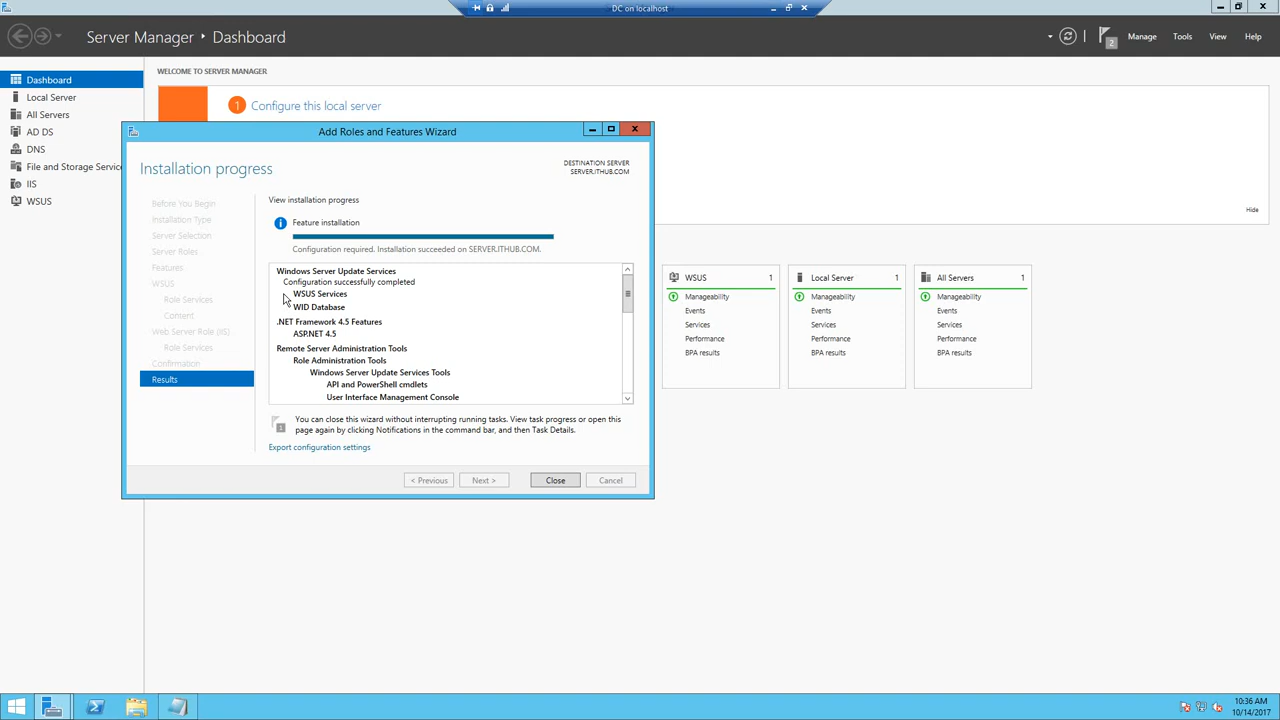 DC on localhost
Server Manager
Dashboard
2
Manage
Tools
View
Help
Dashboard
Local Server
All Servers
AD DS
DNS
File and Storage Service
IIS
WSUS
WELCOME TO SERVER MANAGER
1
Configure this local server
Hide
Add Roles and Features Wizard
Installation progress
DESTINATION SERVER
SERVER.ITHUB.COM
Before You Begin
Installation Type
Server Selection
Server Roles
Features
WSUS
Role Services
Content
Web Server Role (IIS)
Role Services
Confirmation
Results
View installation progress
Feature installation
Configuration required. Installation succeeded on SERVER.ITHUB.COM.
Windows Server Update Services
Configuration successfully completed
WSUS Services
WID Database
.NET Framework 4.5 Features
ASP.NET 4.5
Remote Server Administration Tools
Role Administration Tools
Windows Server Update Services Tools
API and PowerShell cmdlets
User Interface Management Console
1
You can close this wizard without interrupting running tasks. View task progress or open this
page again by clicking Notifications in the command bar, and then Task Details.
Export configuration settings
< Previous
Next >
Close
Cancel
WSUS
1
Manageability
Events
Services
Performance
BPA results
Local Server
1
Manageability
Events
Services
Performance
BPA results
All Servers
1
Manageability
Events
Services
Performance
BPA results
10:36 AM
10/14/2017